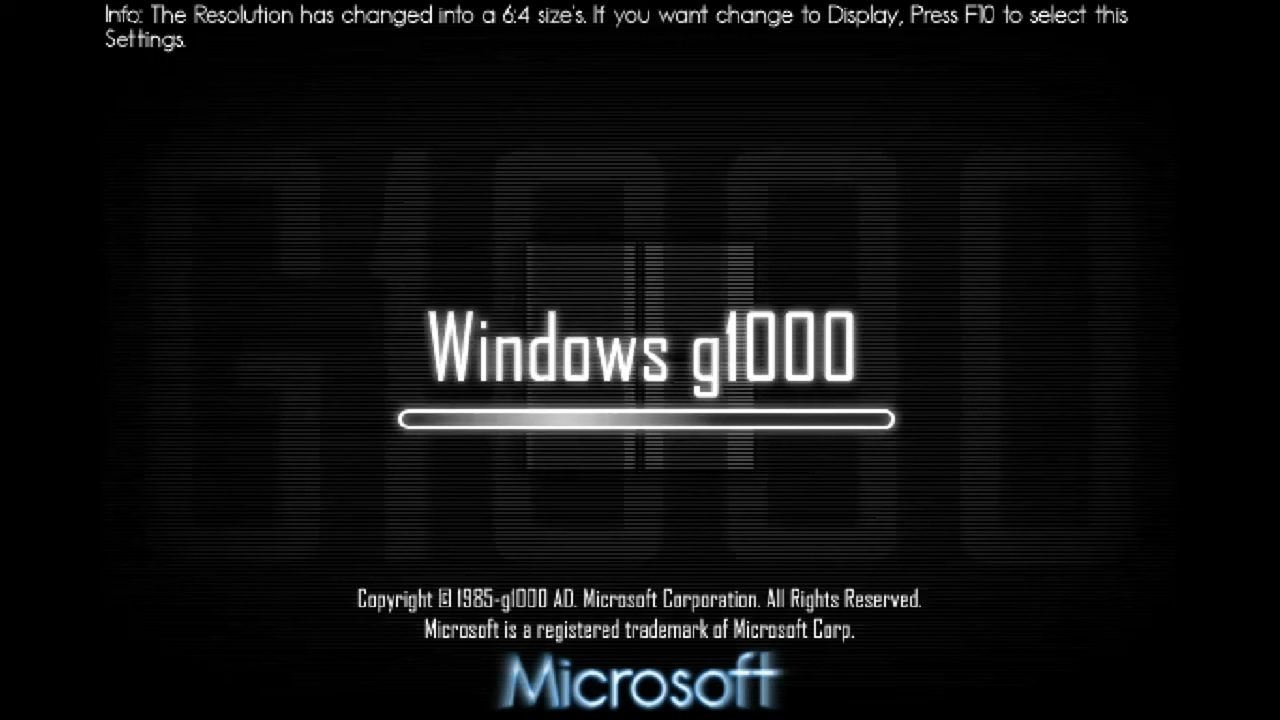 Info: The Resolution has changed into a 6:4 size's. If you want change to Display, Press F10 to select this
Settings.
G1000
Windows g1000
Copyright © 1985-g1000 AD. Microsoft Corporation. All Rights Reserved.
Microsoft is a registered trademark of Microsoft Corp.
Microsoft